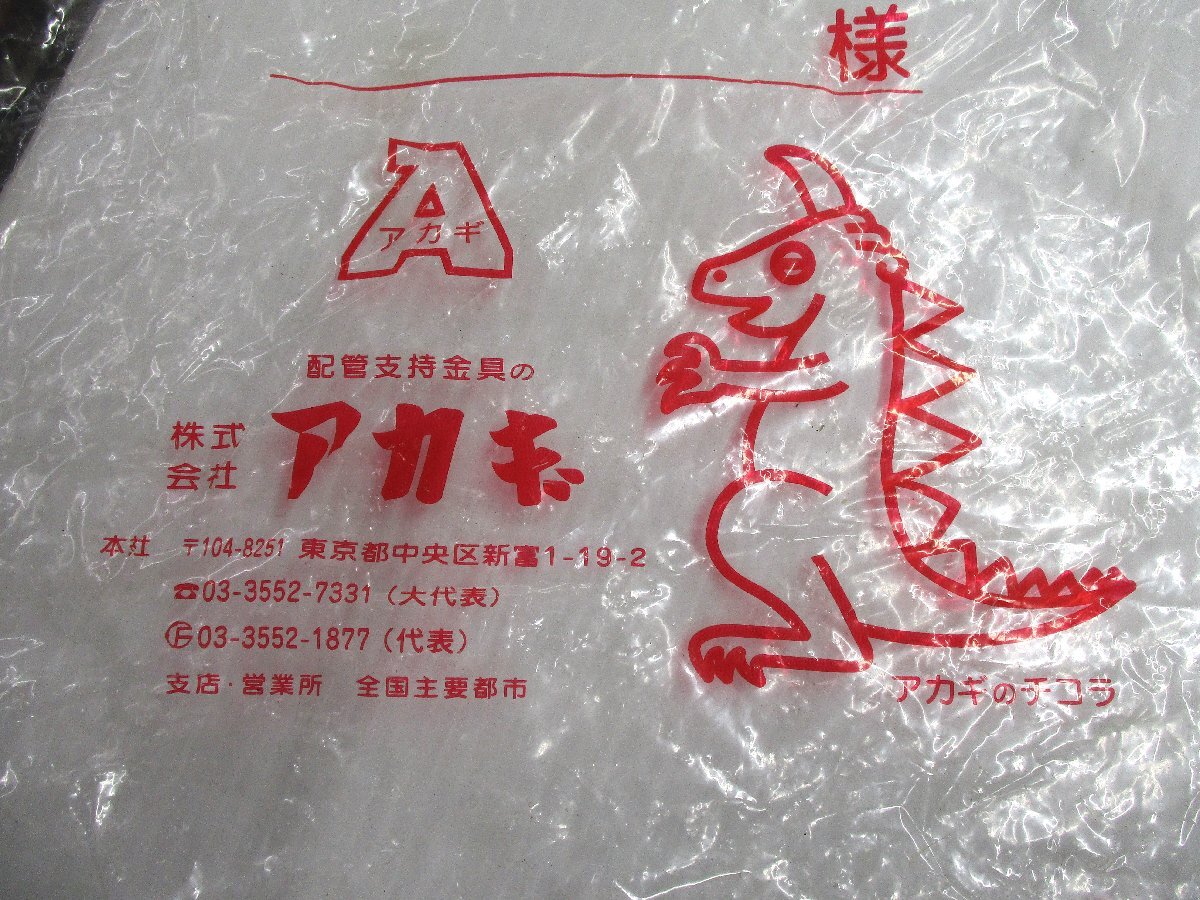 様
アカギ
配管支持金具の
株式会社 アカギ
本社 〒104-8251 東京都中央区新富1-19-2
☎03-3552-7331(大代表)
Ⓕ03-3552-1877(代表)
支店・営業所 全国主要都市
アカギのチコラ